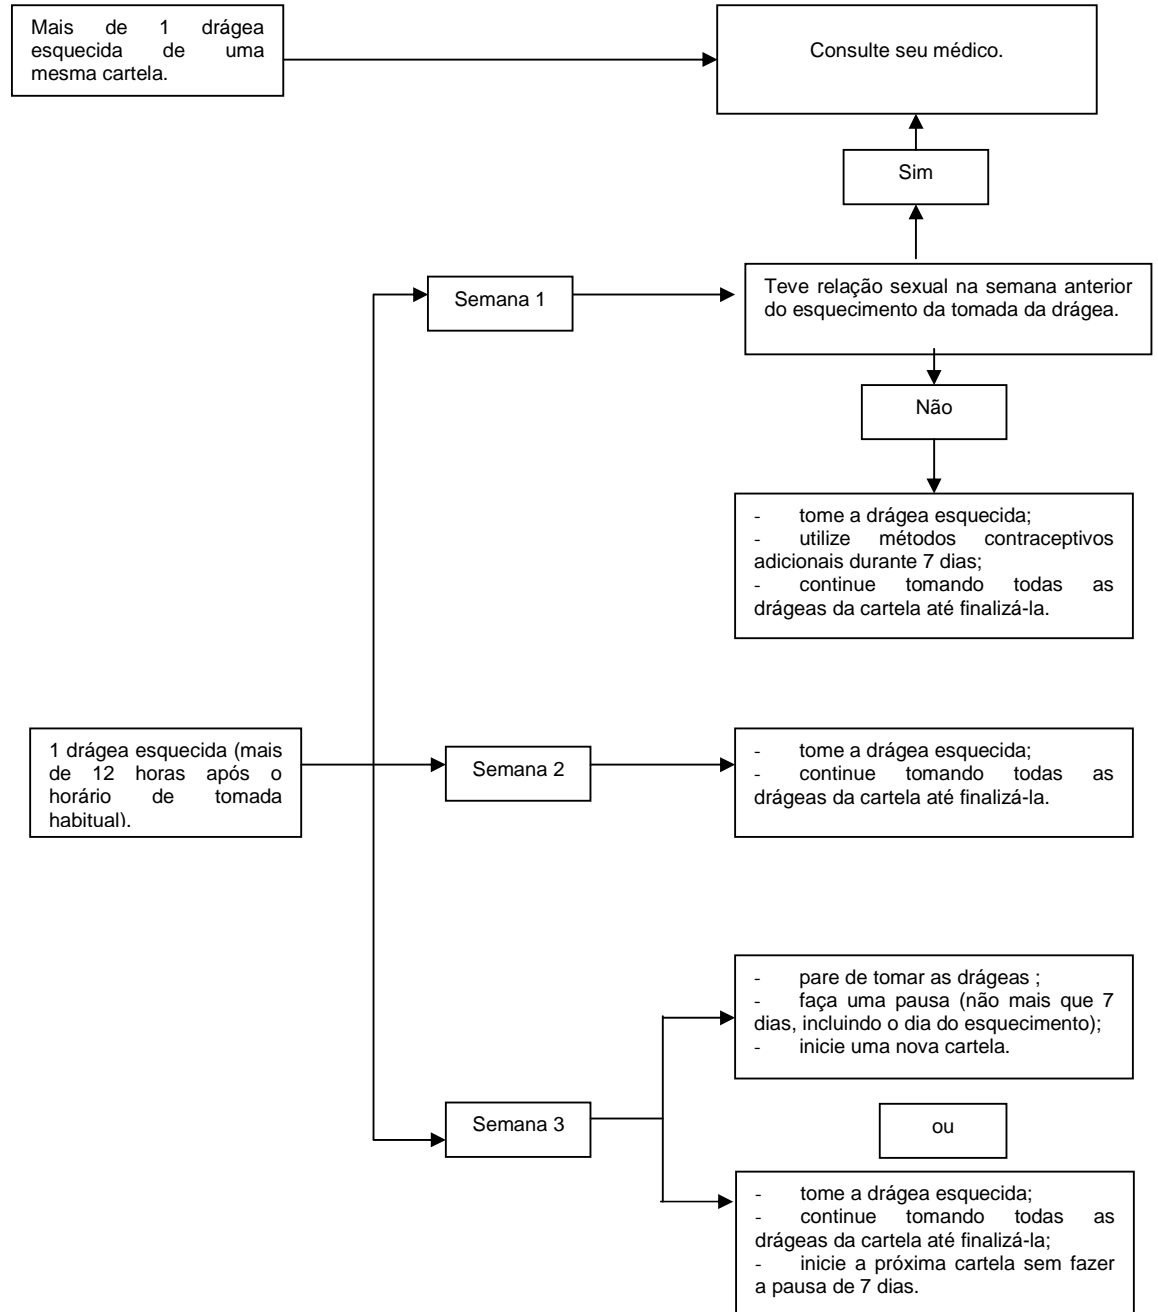 Mais de 1 drágea
esquecida de uma
mesma cartela.
Consulte seu médico.
Sim
Semana 1
Teve relação sexual na semana anterior
do esquecimento da tomada da drágea.
Não
- tome a drágea esquecida;
- utilize métodos contraceptivos
adicionais durante 7 dias;
- continue tomando todas as
drágeas da cartela até finalizá-la.
1 drágea esquecida (mais
de 12 horas após o
horário de tomada
habitual).
Semana 2
- tome a drágea esquecida;
- continue tomando todas as
drágeas da cartela até finalizá-la.
Semana 3
- pare de tomar as drágeas ;
- faça uma pausa (não mais que 7
dias, incluindo o dia do esquecimento);
- inicie uma nova cartela.
ou
- tome a drágea esquecida;
- continue tomando todas as
drágeas da cartela até finalizá-la;
- inicie a próxima cartela sem fazer
a pausa de 7 dias.